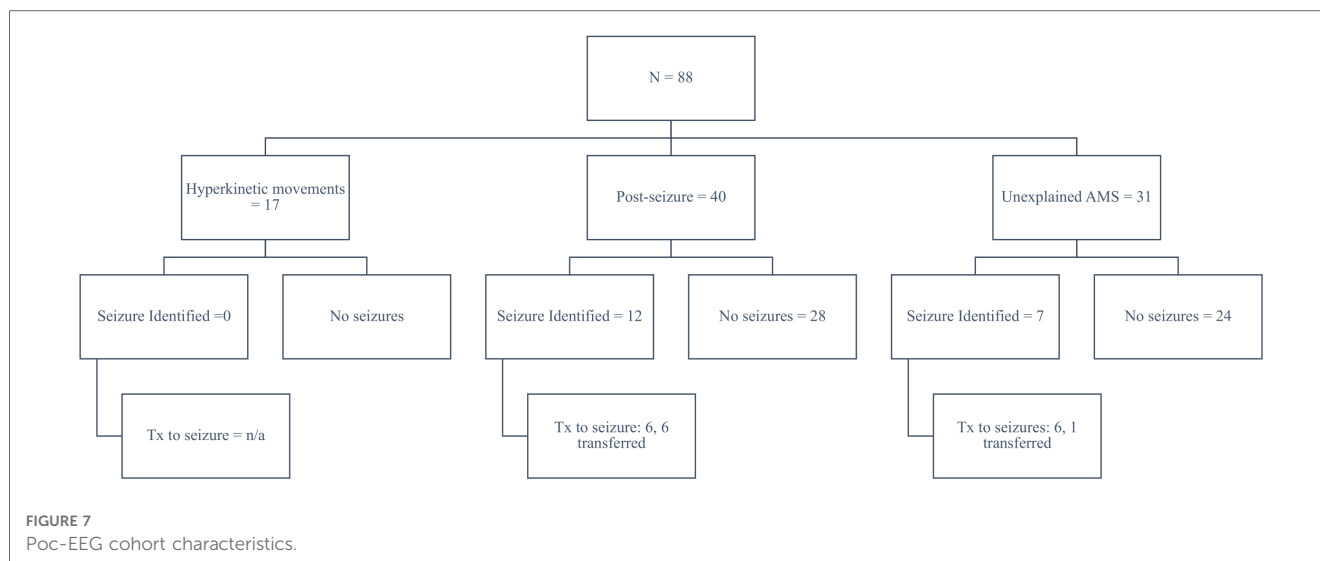 N = 88
Hyperkinetic movements
= 17
Post-seizure = 40
Unexplained AMS = 31
Seizure Identified =0
No seizures
Seizure Identified = 12
No seizures = 28
Seizure Identified = 7
No seizures = 24
Tx to seizure = n/a
Tx to seizure: 6, 6
transferred
Tx to seizures: 6, 1
transferred
FIGURE 7
Poc-EEG cohort characteristics.